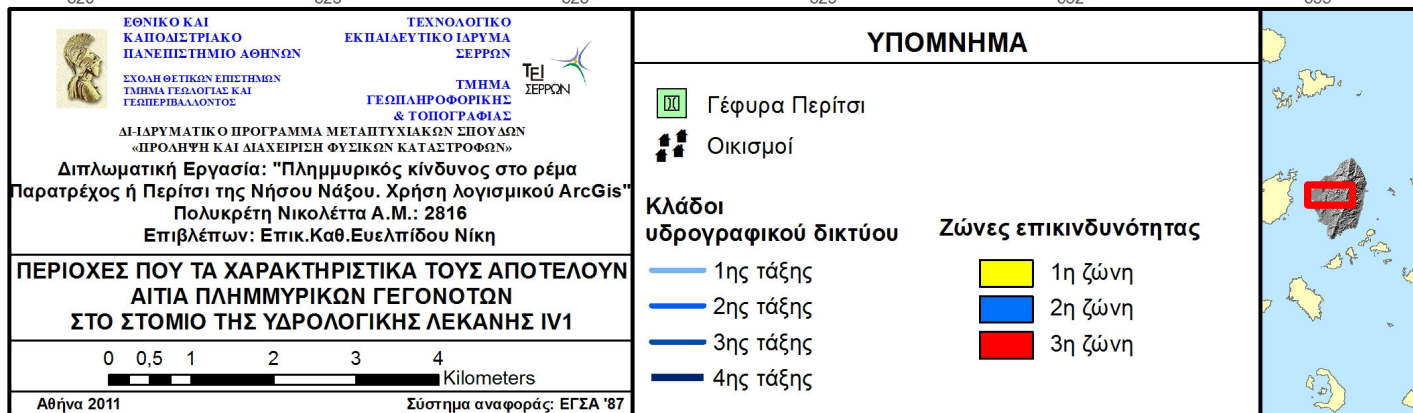 ΕΘΝΙΚΟ ΚΑΙ
ΚΑΠΟΔΙΣΤΡΙΑΚΟ
ΠΑΝΕΠΙΣΤΗΜΙΟ ΑΘΗΝΩΝ
ΣΧΟΛΗ ΘΕΤΙΚΩΝ ΕΠΙΣΤΗΜΩΝ
ΤΜΗΜΑ ΓΕΩΛΟΓΙΑΣ ΚΑΙ
ΓΕΩΠΕΡΙΒΑΛΛΟΝΤΟΣ
ΤΕΧΝΟΛΟΓΙΚΟ
ΕΚΠΑΙΔΕΥΤΙΚΟ ΙΔΡΥΜΑ
ΣΕΡΡΩΝ
ΤΜΗΜΑ
ΓΕΩΠΛΗΡΟΦΟΡΙΚΗΣ
& ΤΟΠΟΓΡΑΦΙΑΣ
ΤΕΙ
ΣΕΡΡΩΝ
ΔΙ-ΙΔΡΥΜΑΤΙΚΟ ΠΡΟΓΡΑΜΜΑ ΜΕΤΑΠΤΥΧΙΑΚΩΝ ΣΠΟΥΔΩΝ
«ΠΡΟΛΗΨΗ ΚΑΙ ΔΙΑΧΕΙΡΙΣΗ ΦΥΣΙΚΩΝ ΚΑΤΑΣΤΡΟΦΩΝ»
Διπλωματική Εργασία: "Πλημμυρικός κίνδυνος στο ρέμα
Παρατρέχος ή Περίτσι της Νήσου Νάξου. Χρήση λογισμικού ArcGis"
Πολυκρέτη Νικολέττα Α.Μ.: 2816
Επιβλέπων: Επικ.Καθ.Ευελπίδου Νίκη
ΠΕΡΙΟΧΕΣ ΠΟΥ ΤΑ ΧΑΡΑΚΤΗΡΙΣΤΙΚΑ ΤΟΥΣ ΑΠΟΤΕΛΟΥΝ
ΑΙΤΙΑ ΠΛΗΜΜΥΡΙΚΩΝ ΓΕΓΟΝΟΤΩΝ
ΣΤΟ ΣΤΟΜΙΟ ΤΗΣ ΥΔΡΟΛΟΓΙΚΗΣ ΛΕΚΑΝΗΣ IV1
0 0,5 1 2 3 4
Kilometers
Αθήνα 2011 Σύστημα αναφοράς: ΕΓΣΑ '87
ΥΠΟΜΝΗΜΑ
Γέφυρα Περίτσι
Οικισμοί
Κλάδοι
υδρογραφικού δικτύου
1ης τάξης
2ης τάξης
3ης τάξης
4ης τάξης
Ζώνες επικινδυνότητας
1η ζώνη
2η ζώνη
3η ζώνη